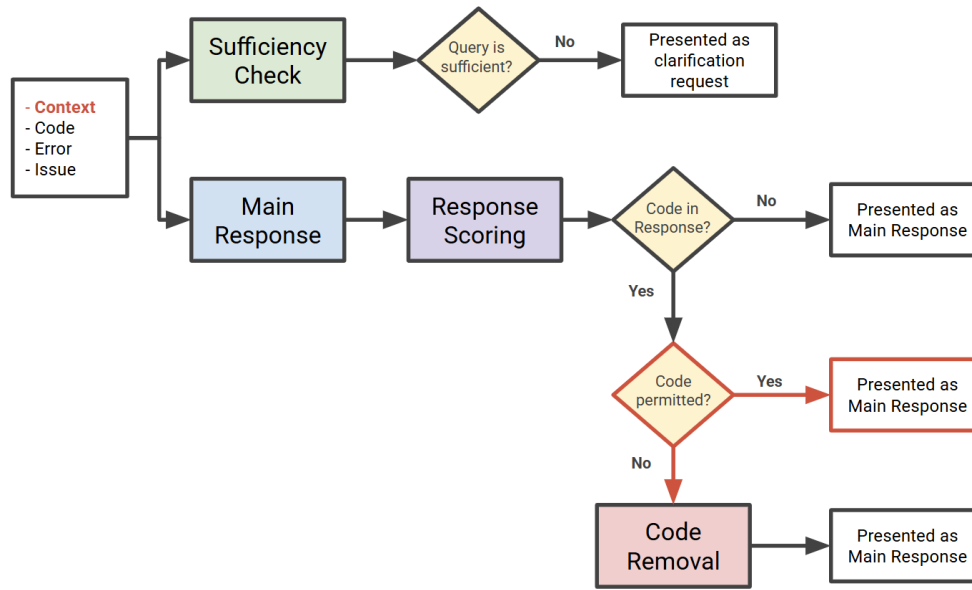 Sufficiency
Check
Query is
sufficient?
No
Presented as
clarification
request
- Context
- Code
- Error
- Issue
Main
Response
Response
Scoring
Code in
Response?
No
Presented as
Main Response
Yes
Code
permitted?
Yes
Presented as
Main Response
No
Code
Removal
Presented as
Main Response